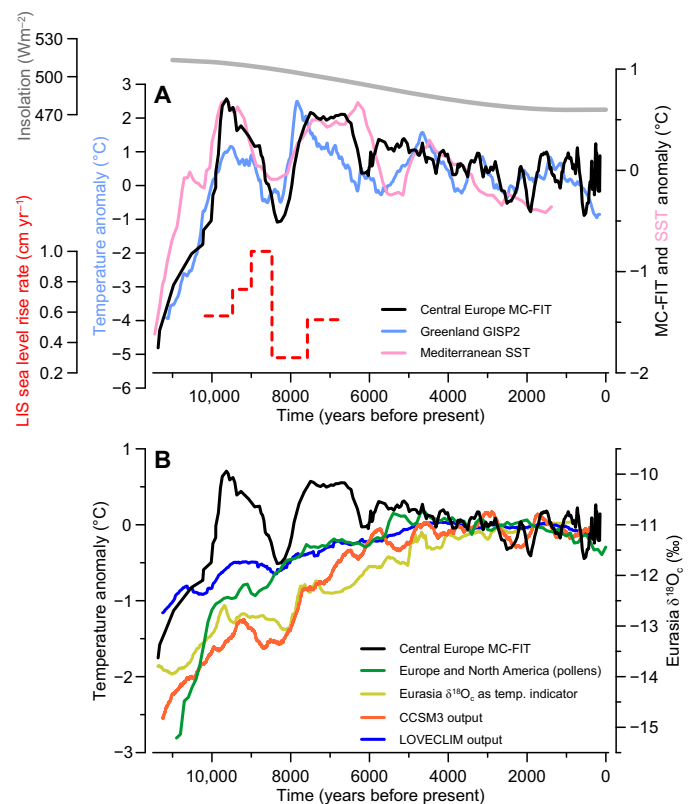 530
500
470
Insolation (Wm−2)
A
3
2
1
0
−1
−2
−3
−4
−5
−6
Temperature anomaly (°C)
1.0
0.8
0.6
0.4
0.2
LIS sea level rise rate (cm yr−1)
1
0
−1
−2
MC-FIT and SST anomaly (°C)
Central Europe MC-FIT
Greenland GISP2
Mediterranean SST
10,000 8000 6000 4000 2000 0
Time (years before present)
B
1
0
−1
−2
−3
Temperature anomaly (°C)
−10
−11
−12
−13
−14
−15
Eurasia δ18Oc (‰)
Central Europe MC-FIT
Europe and North America (pollens)
Eurasia δ18Oc as temp. indicator
CCSM3 output
LOVECLIM output
10,000 8000 6000 4000 2000 0
Time (years before present)